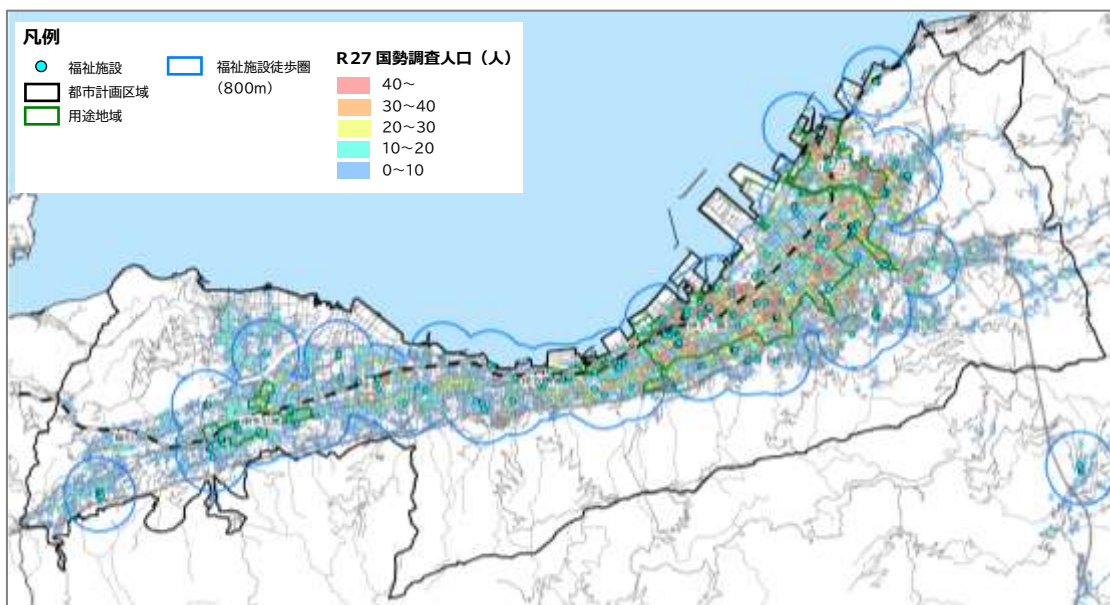 凡例
福祉施設
都市計画区域
用途地域
福祉施設徒歩圏
(800m)
R27 国勢調査人口（人）
40～
30～40
20～30
10～20
0～10